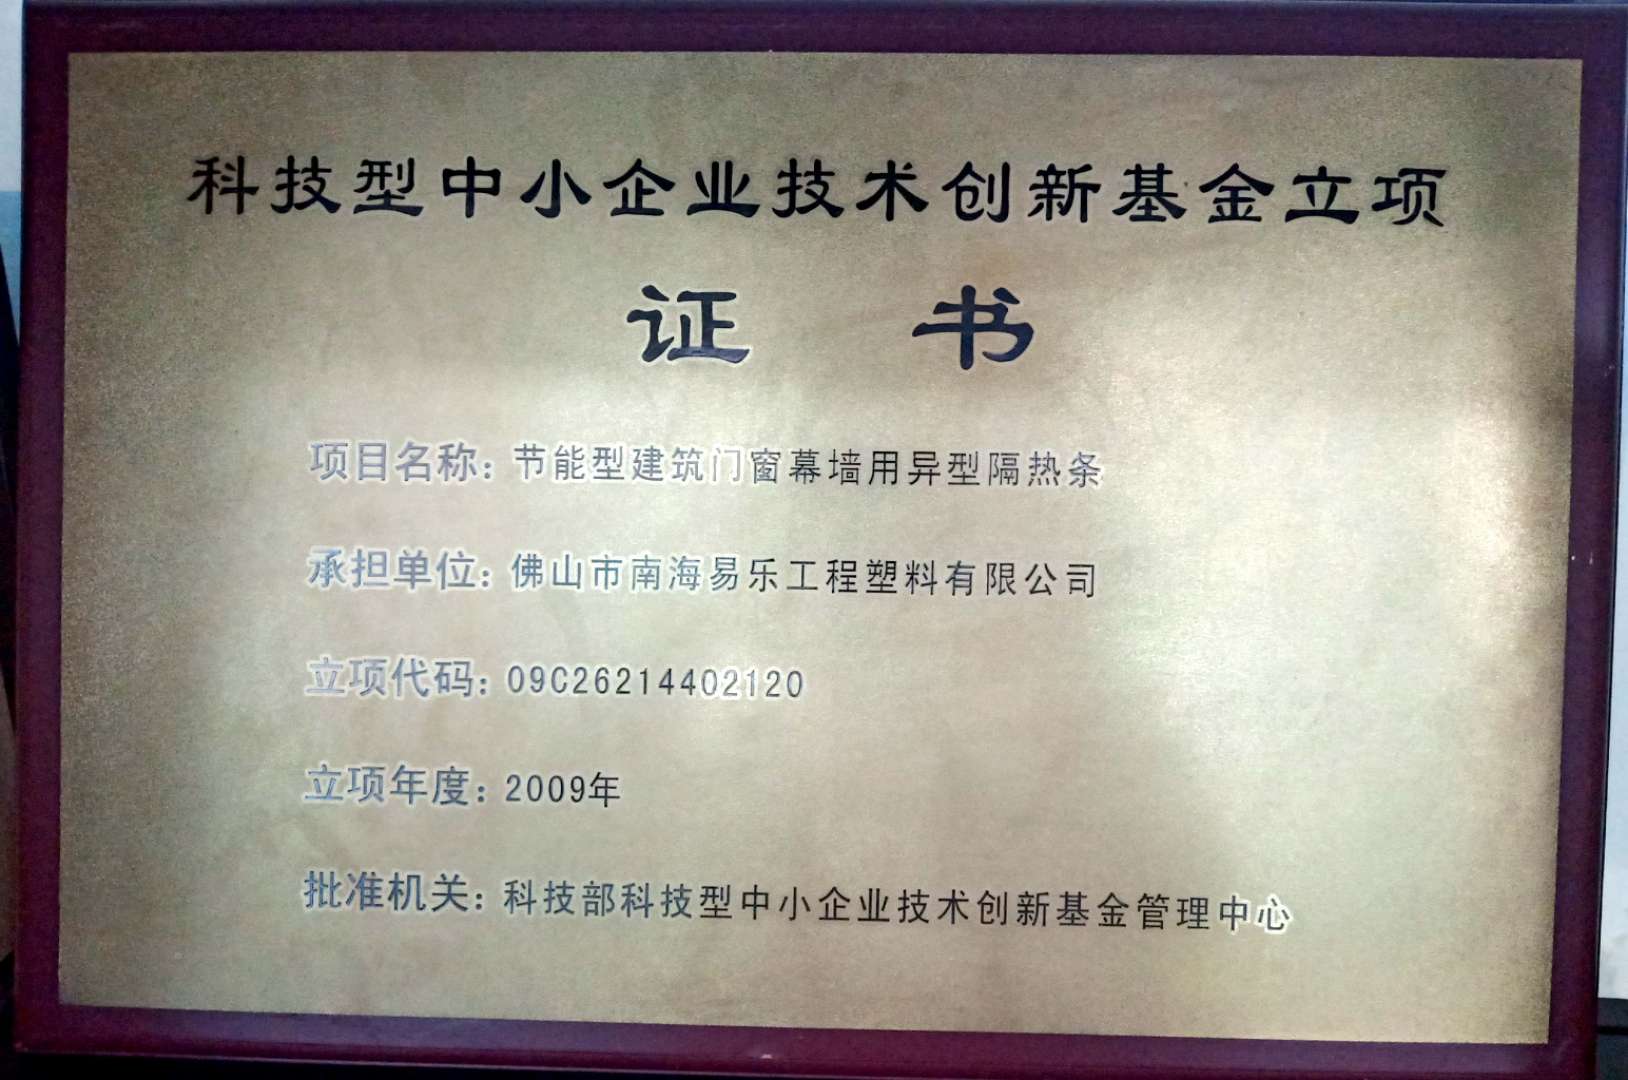 科技型中小企业技术创新基金立项
证书
项目名称：节能型建筑门窗幕墙用异型隔热条
承担单位：佛山市南海易乐工程塑料有限公司
立项代码：09C26214402120
立项年度：2009年
批准机关：科技部科技型中小企业技术创新基金管理中心